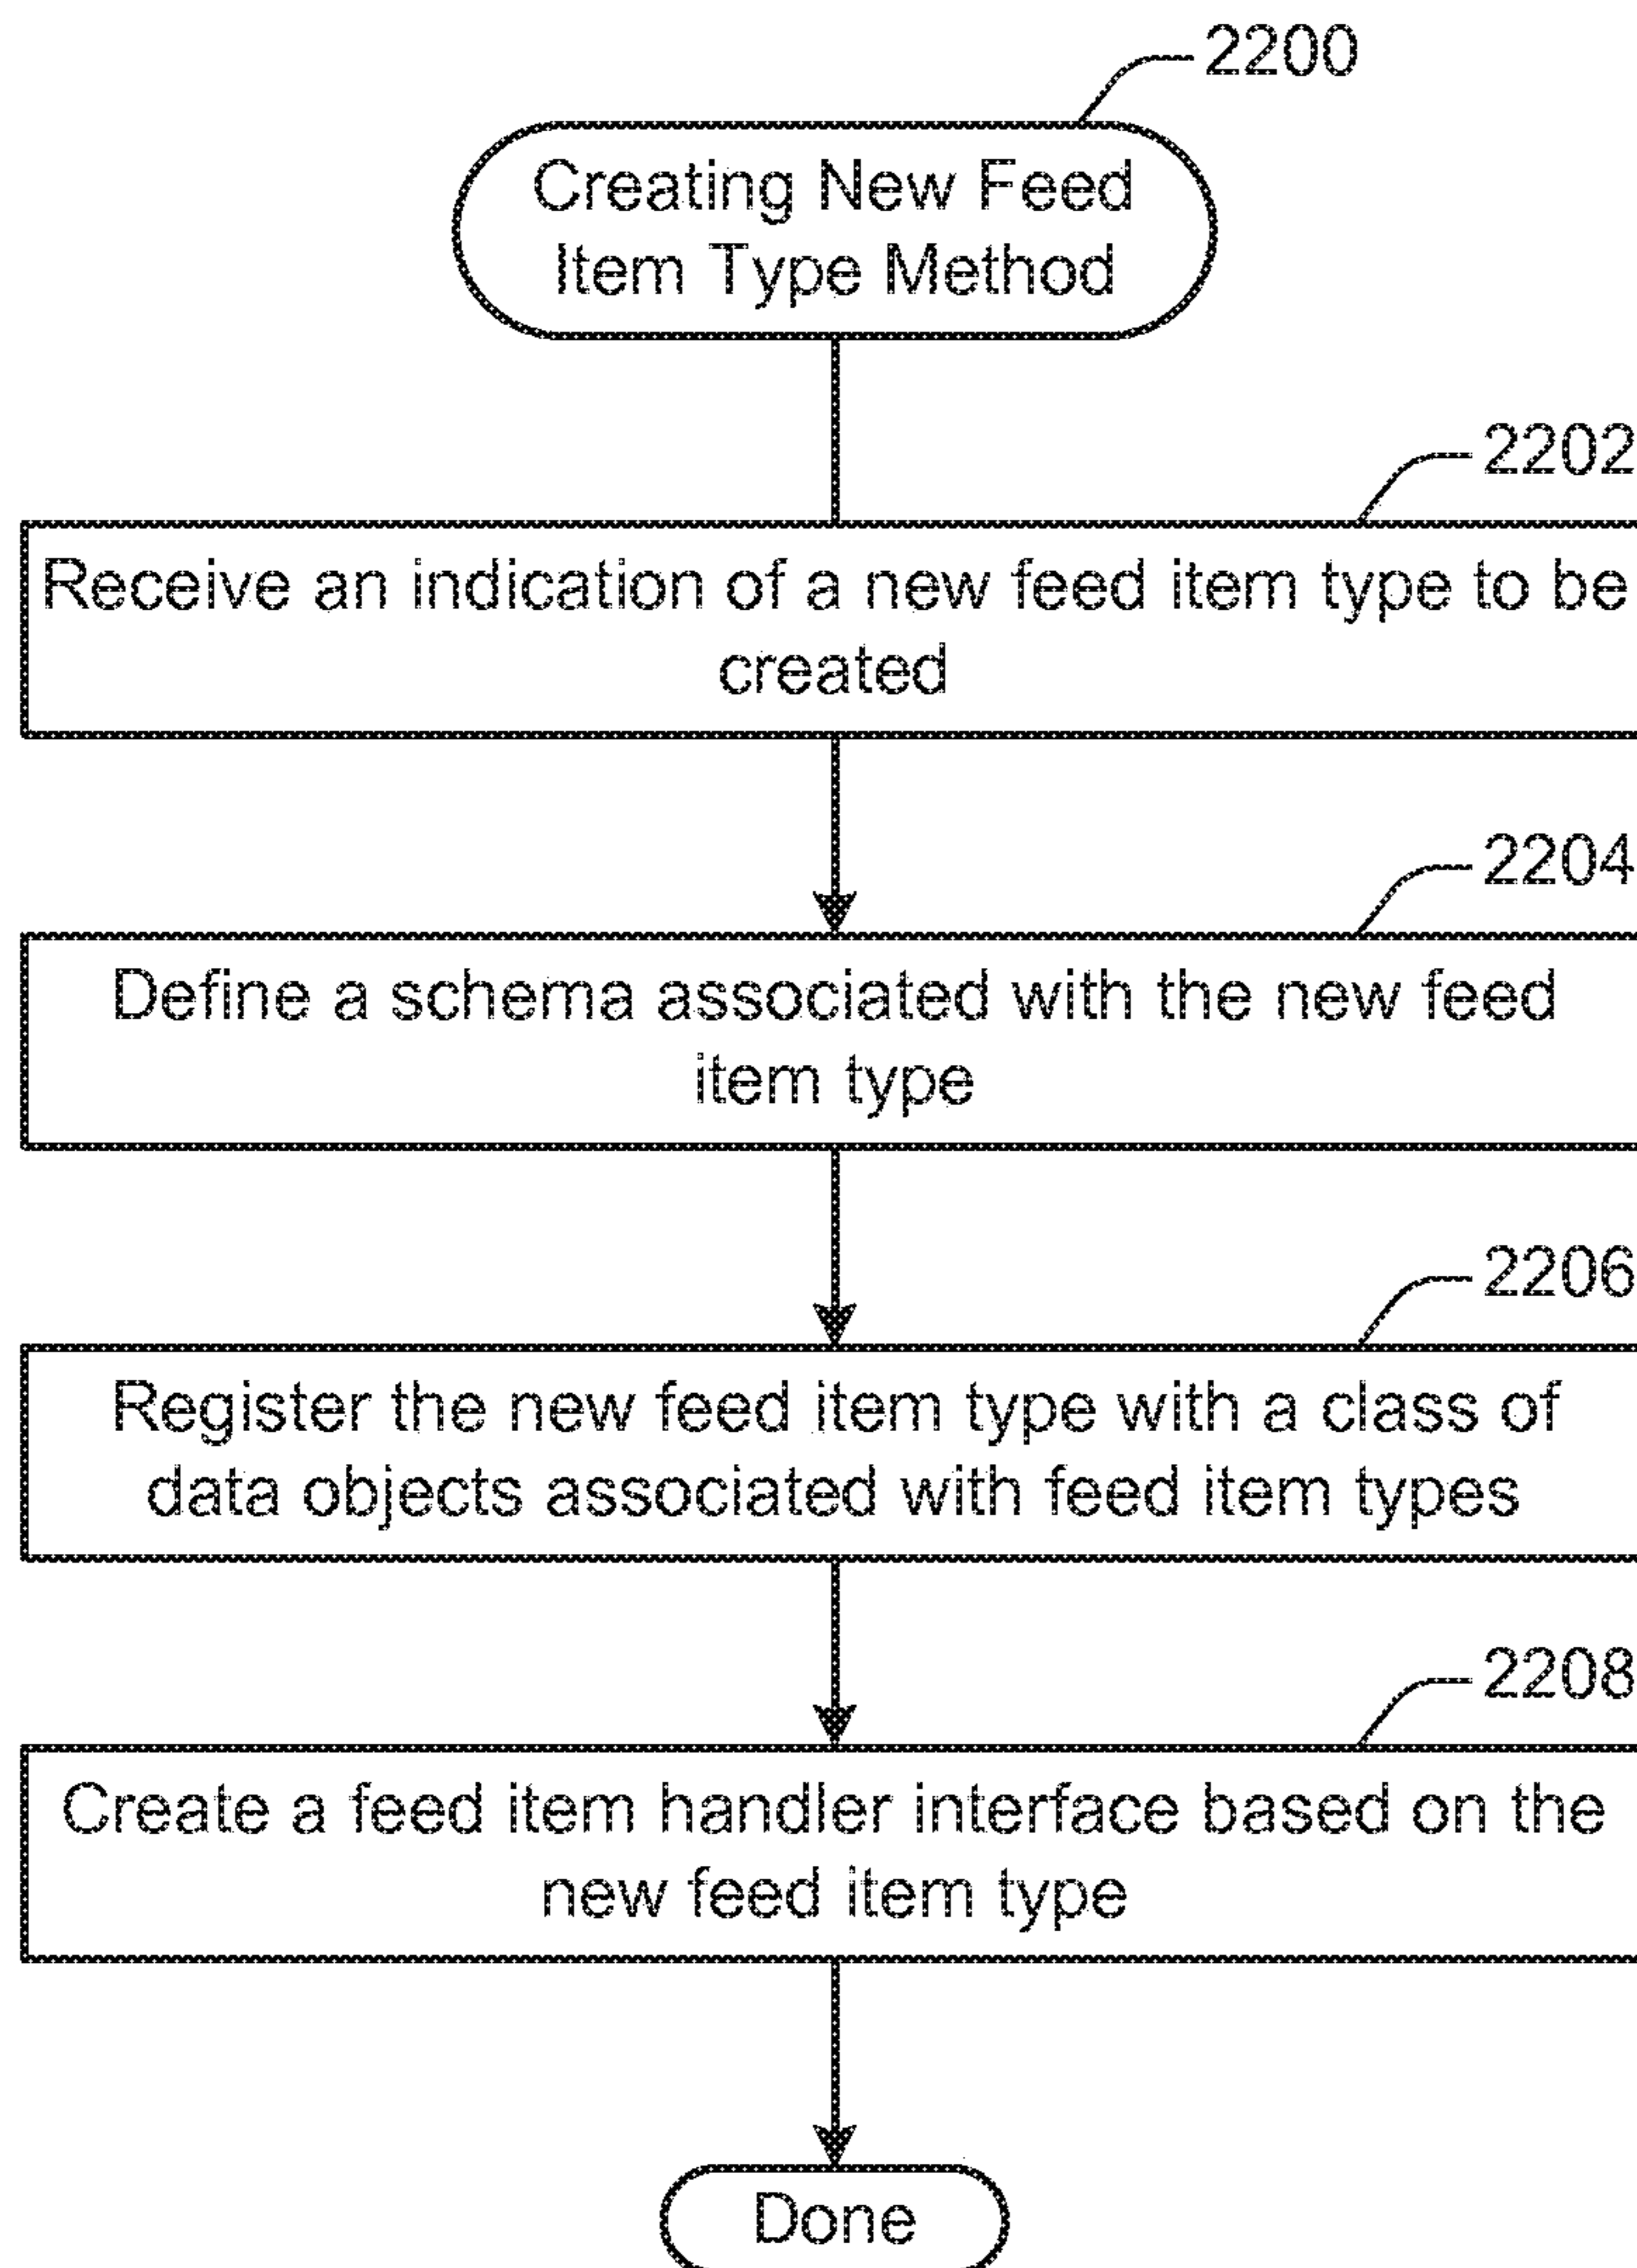 2200
Creating New Feed
Item Type Method
2202
Receive an indication of a new feed item type to be
created
2204
Define a schema associated with the new feed
item type
2206
Register the new feed item type with a class of
data objects associated with feed item types
2208
Create a feed item handler interface based on the
new feed item type
Done